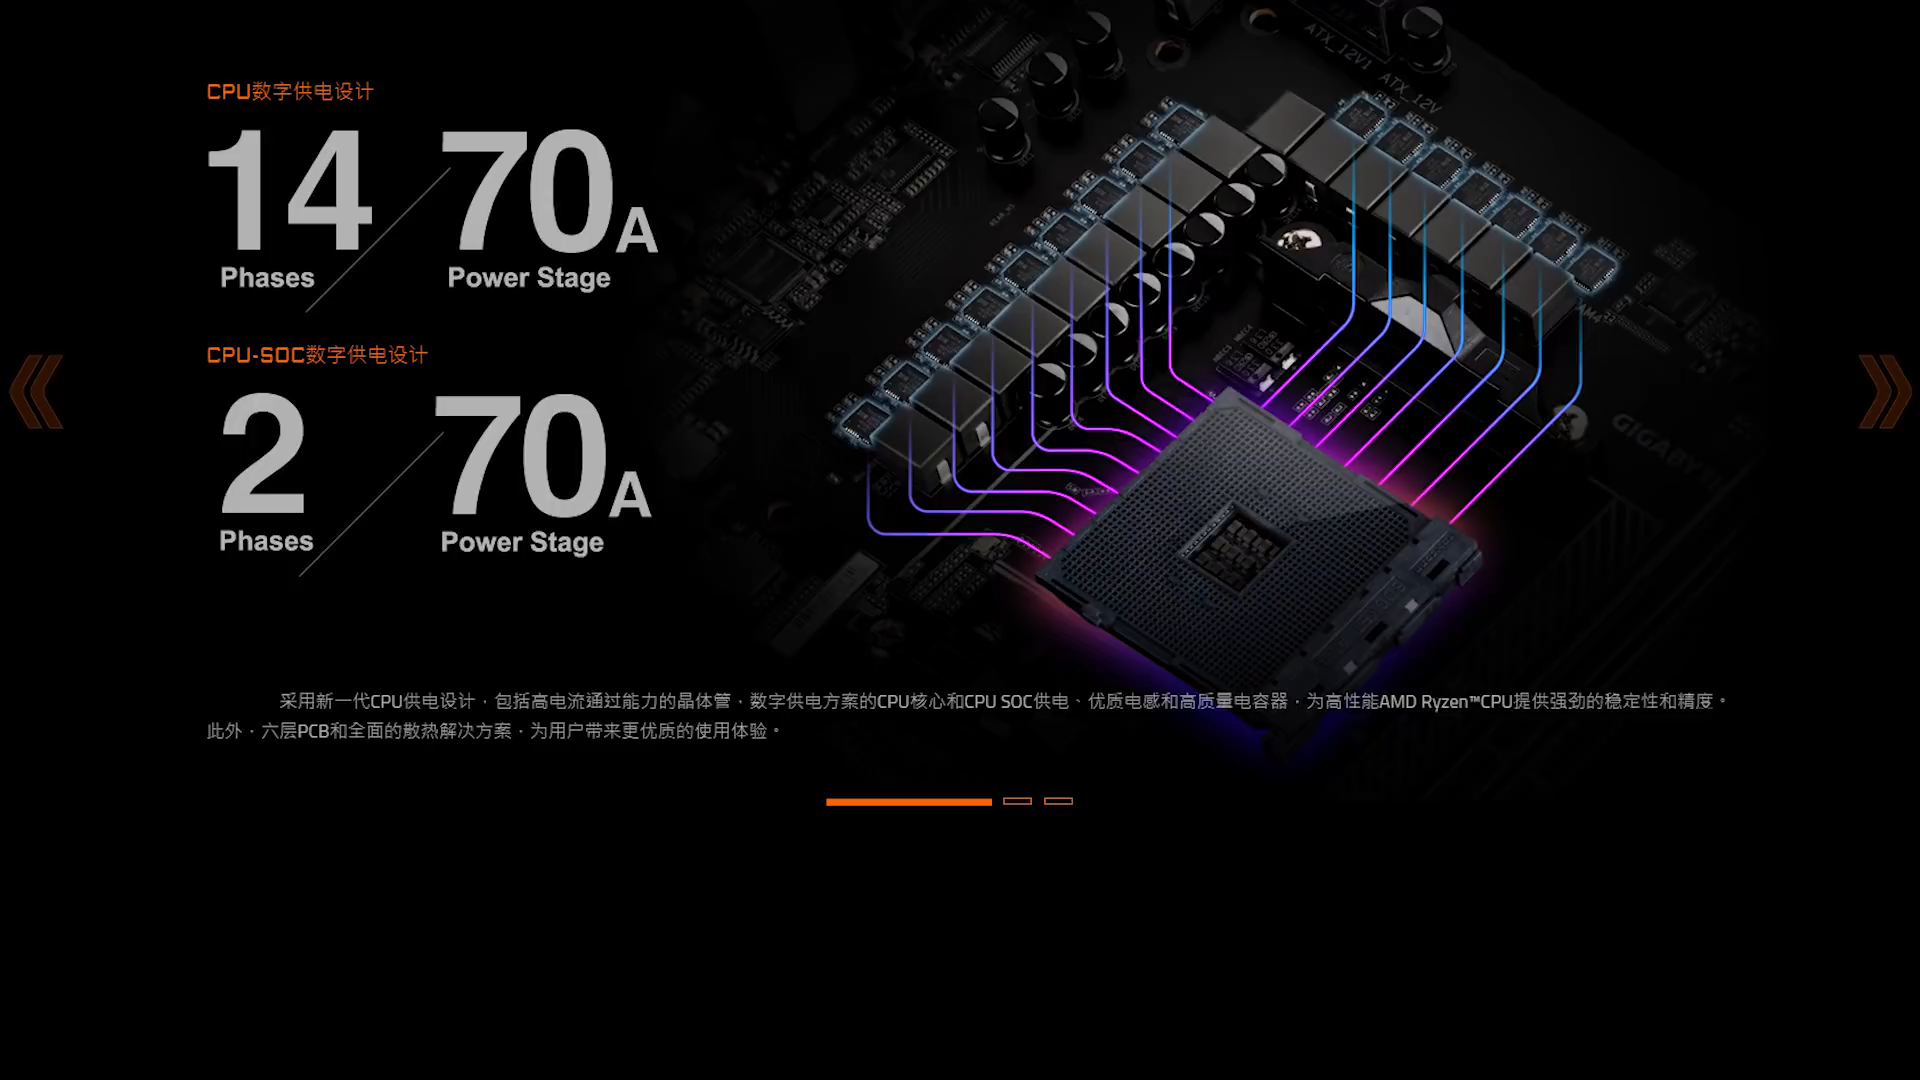 CPU数字供电设计
14 70A
Phases Power Stage
CPU-SOC数字供电设计
2 70A
Phases Power Stage
ATX_12V1
ATX_12V
采用新一代CPU供电设计，包括高电流通过能力的晶体管，数字供电方案的CPU核心和CPU SOC供电、优质电感和高质量电容器，为高性能AMD Ryzen™CPU提供强劲的稳定性和精度。
此外，六层PCB和全面的散热解决方案，为用户带来更优质的使用体验。